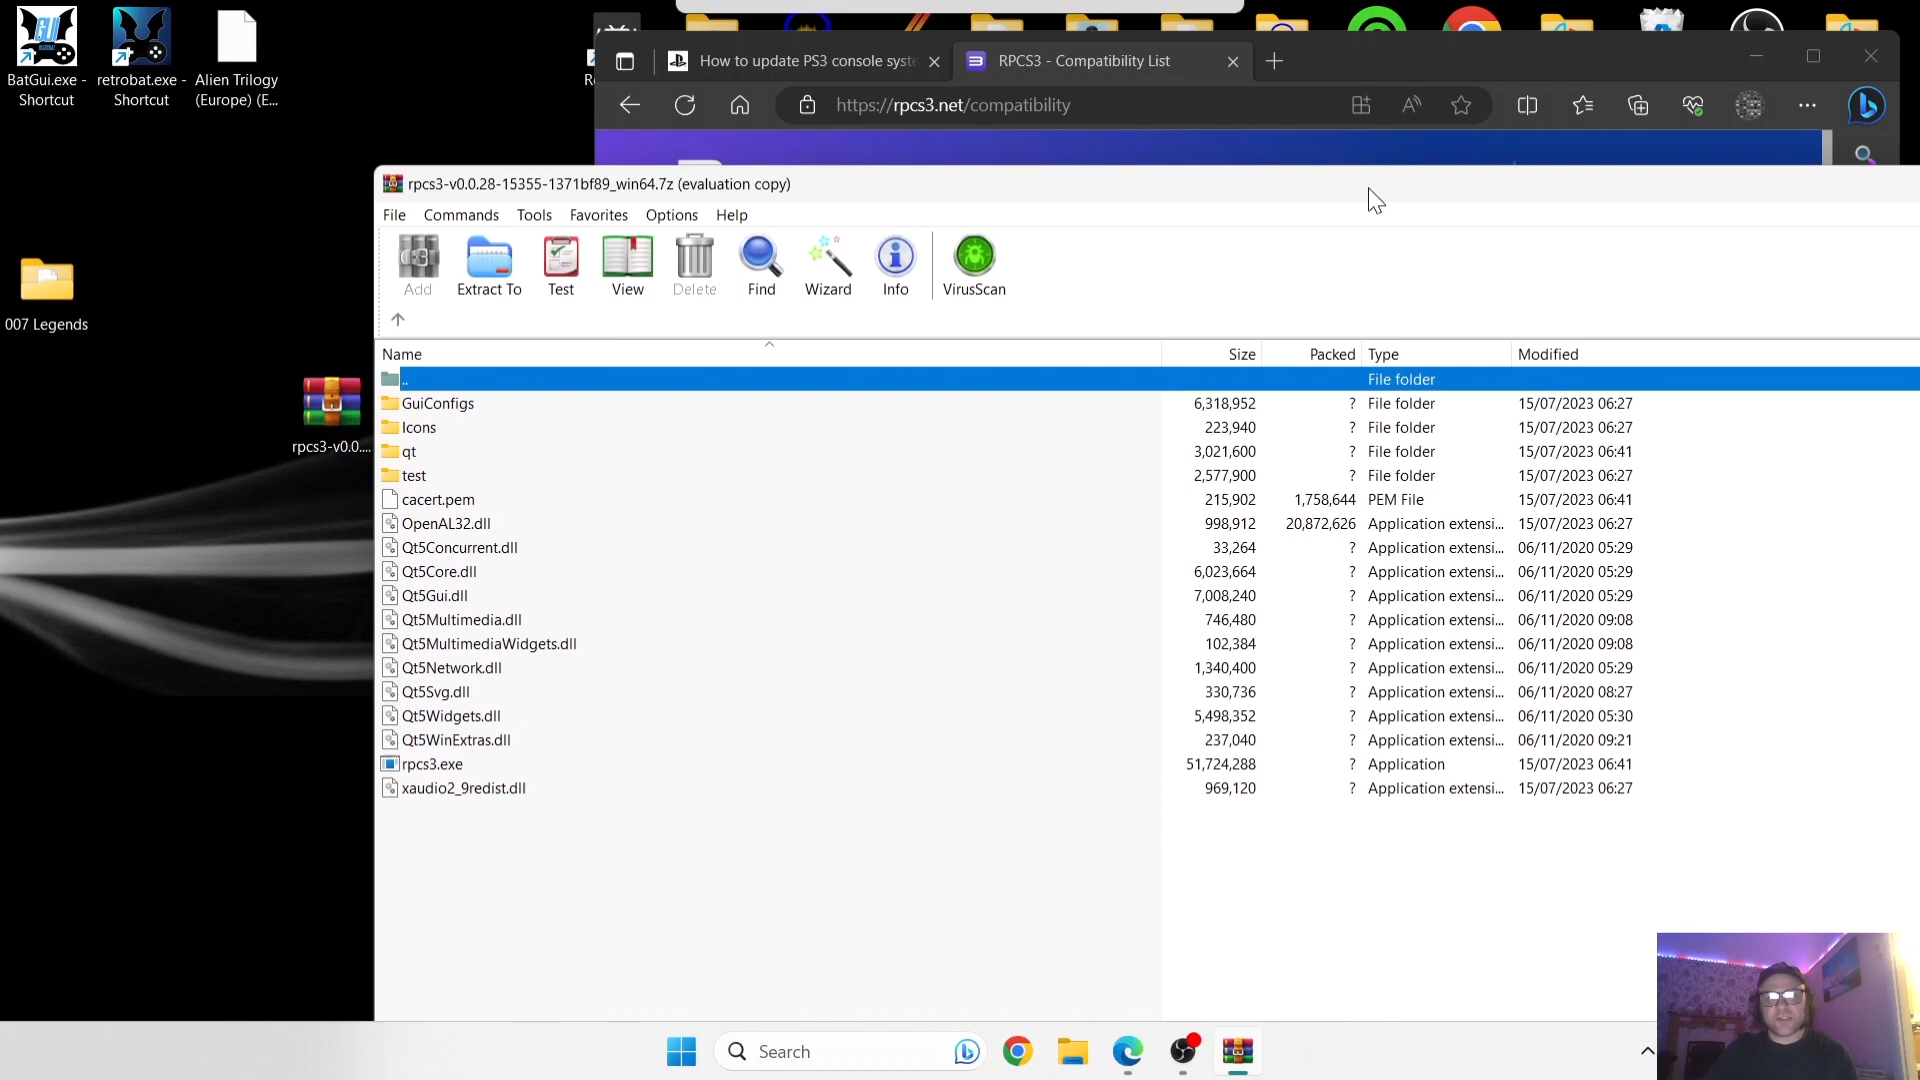 BatGui.exe -
Shortcut
retrobat.exe -
Shortcut
Alien Trilogy
(Europe) (E...
How to update PS3 console syste
RPCS3 - Compatibility List
https://rpcs3.net/compatibility
007 Legends
rpcs3-v0.0....
rpcs3-v0.0.28-15355-1371bf89_win64.7z (evaluation copy)
File Commands Tools Favorites Options Help
Add Extract To Test View Delete Find Wizard Info VirusScan
Name Size Packed Type Modified
.. File folder
GuiConfigs 6,318,952 ? File folder 15/07/2023 06:27
Icons 223,940 ? File folder 15/07/2023 06:27
qt 3,021,600 ? File folder 15/07/2023 06:41
test 2,577,900 ? File folder 15/07/2023 06:27
cacert.pem 215,902 1,758,644 PEM File 15/07/2023 06:41
OpenAL32.dll 998,912 20,872,626 Application extensi... 15/07/2023 06:27
Qt5Concurrent.dll 33,264 ? Application extensi... 06/11/2020 05:29
Qt5Core.dll 6,023,664 ? Application extensi... 06/11/2020 05:29
Qt5Gui.dll 7,008,240 ? Application extensi... 06/11/2020 05:29
Qt5Multimedia.dll 746,480 ? Application extensi... 06/11/2020 09:08
Qt5MultimediaWidgets.dll 102,384 ? Application extensi... 06/11/2020 09:08
Qt5Network.dll 1,340,400 ? Application extensi... 06/11/2020 05:29
Qt5Svg.dll 330,736 ? Application extensi... 06/11/2020 08:27
Qt5Widgets.dll 5,498,352 ? Application extensi... 06/11/2020 05:30
Qt5WinExtras.dll 237,040 ? Application extensi... 06/11/2020 09:21
rpcs3.exe 51,724,288 ? Application 15/07/2023 06:41
xaudio2_9redist.dll 969,120 ? Application extensi... 15/07/2023 06:27
Search